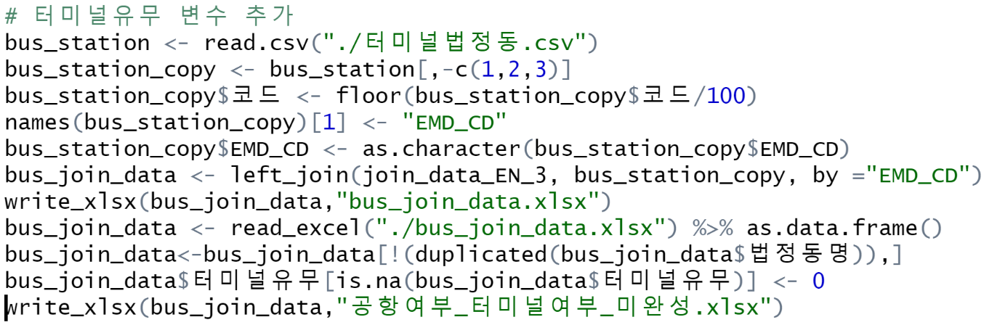 # 터미널유무 변수 추가
bus_station <- read.csv("./터미널법정동.csv")
bus_station_copy <- bus_station[,-c(1,2,3)]
bus_station_copy$코드 <- floor(bus_station_copy$코드/100)
names(bus_station_copy)[1] <- "EMD_CD"
bus_station_copy$EMD_CD <- as.character(bus_station_copy$EMD_CD)
bus_join_data <- left_join(join_data_EN_3, bus_station_copy, by ="EMD_CD")
write_xlsx(bus_join_data,"bus_join_data.xlsx")
bus_join_data <- read_excel("./bus_join_data.xlsx") %>% as.data.frame()
bus_join_data<-bus_join_data[!(duplicated(bus_join_data$법정동명)),]
bus_join_data$터미널유무[is.na(bus_join_data$터미널유무)] <- 0
write_xlsx(bus_join_data,"공항여부_터미널여부_미완성.xlsx")